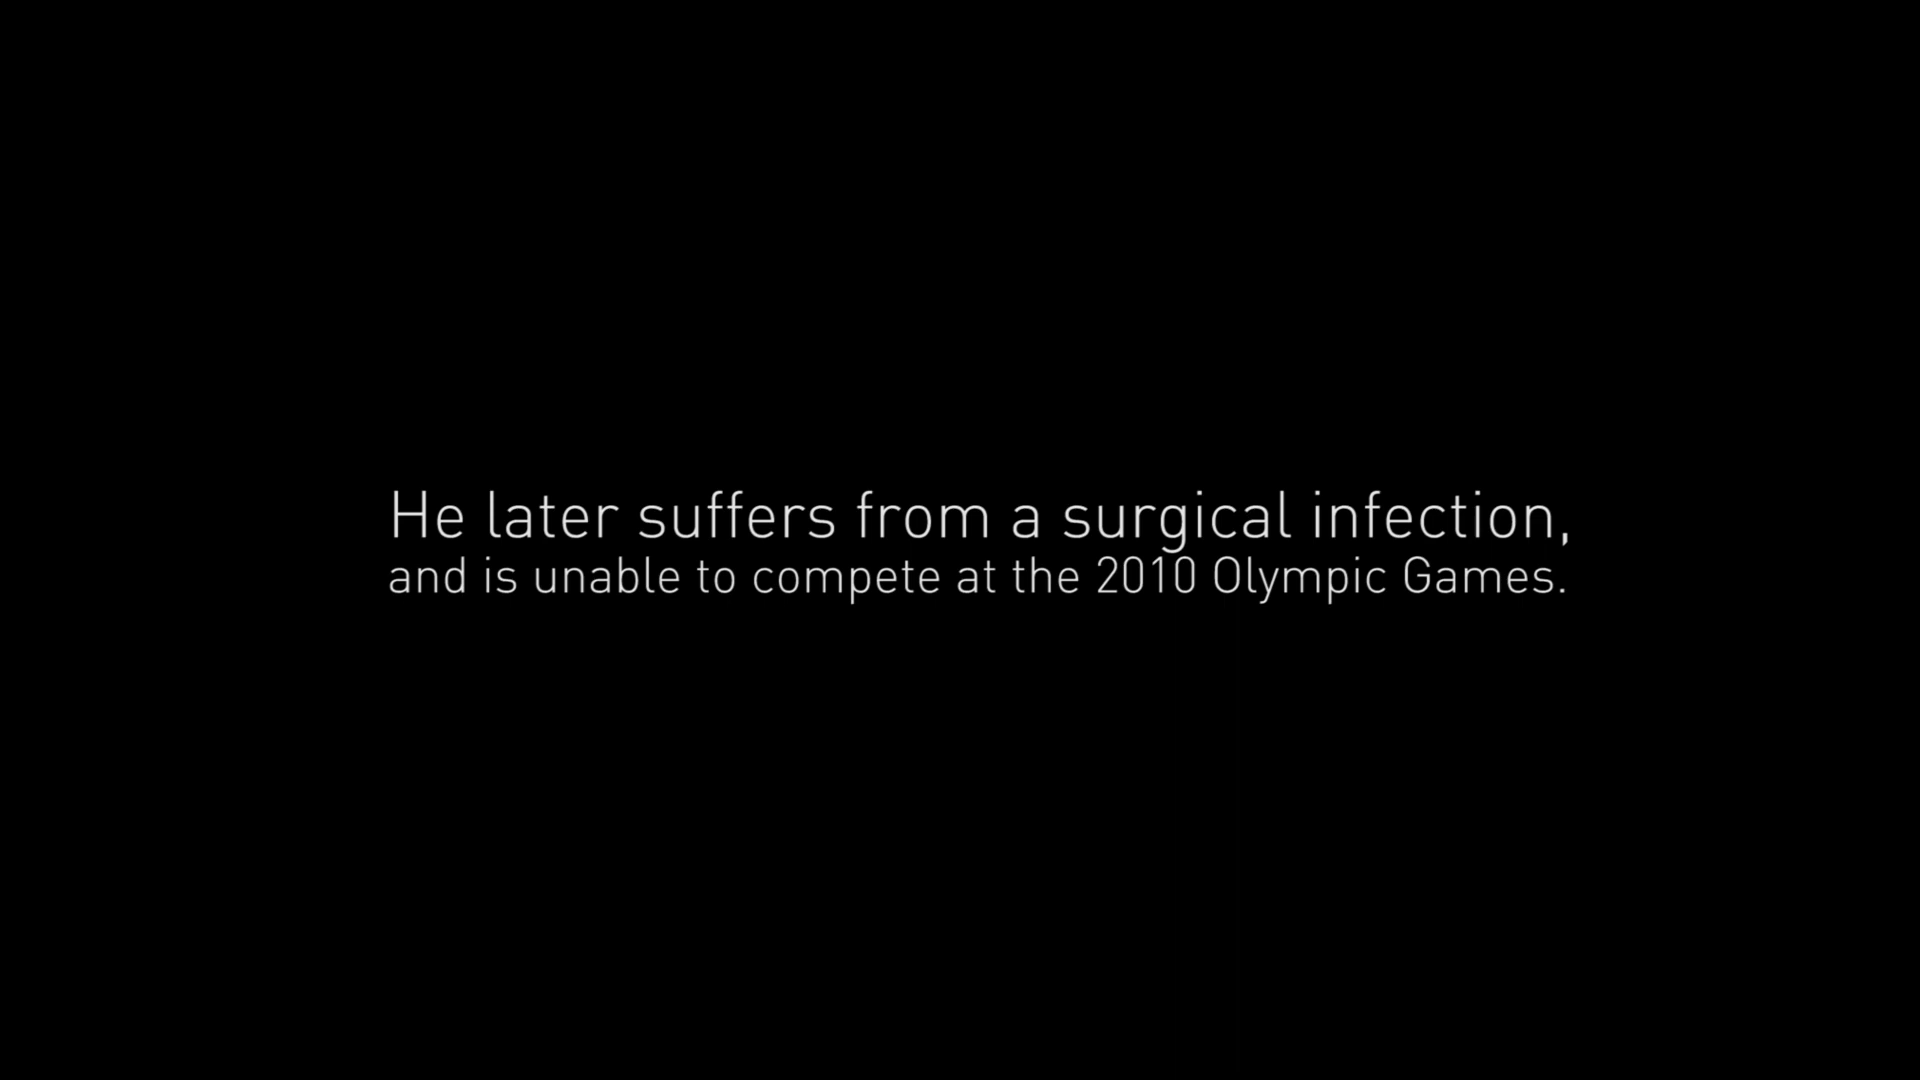 He later suffers from a surgical infection,
and is unable to compete at the 2010 Olympic Games.